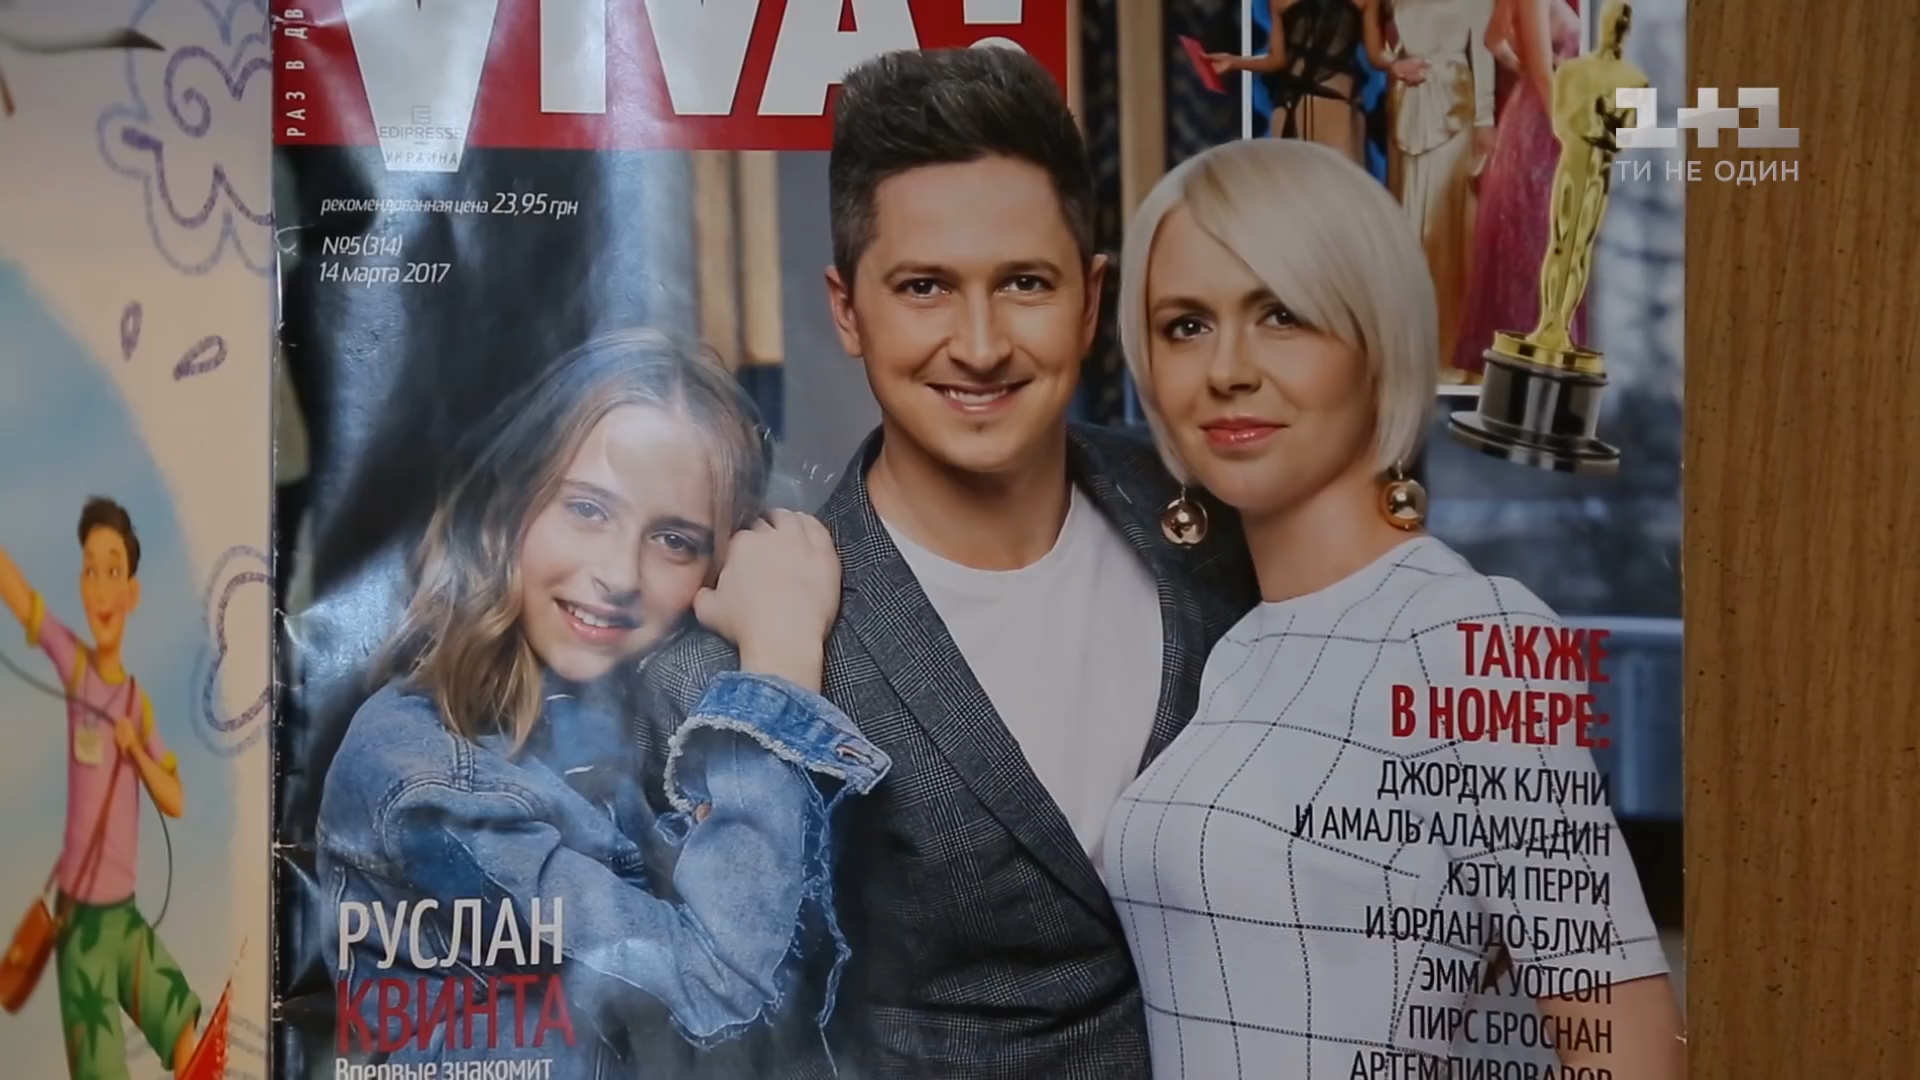 РАЗ В ДВ
VIVA!
EDIPRESSE
УКРАИНА
рекомендованная цена 23,95 грн
№5(314)
14 марта 2017
1+1
ТИ НЕ ОДИН
ТАКЖЕ
В НОМЕРЕ:
ДЖОРДЖ КЛУНИ
И АМАЛЬ АЛАМУДДИН
КЭТИ ПЕРРИ
И ОРЛАНДО БЛУМ
ЭММА УОТСОН
ПИРС БРОСНАН
АРТЕМ ПИВОВАРОВ
РУСЛАН
КВИНТА
Впервые знакомит